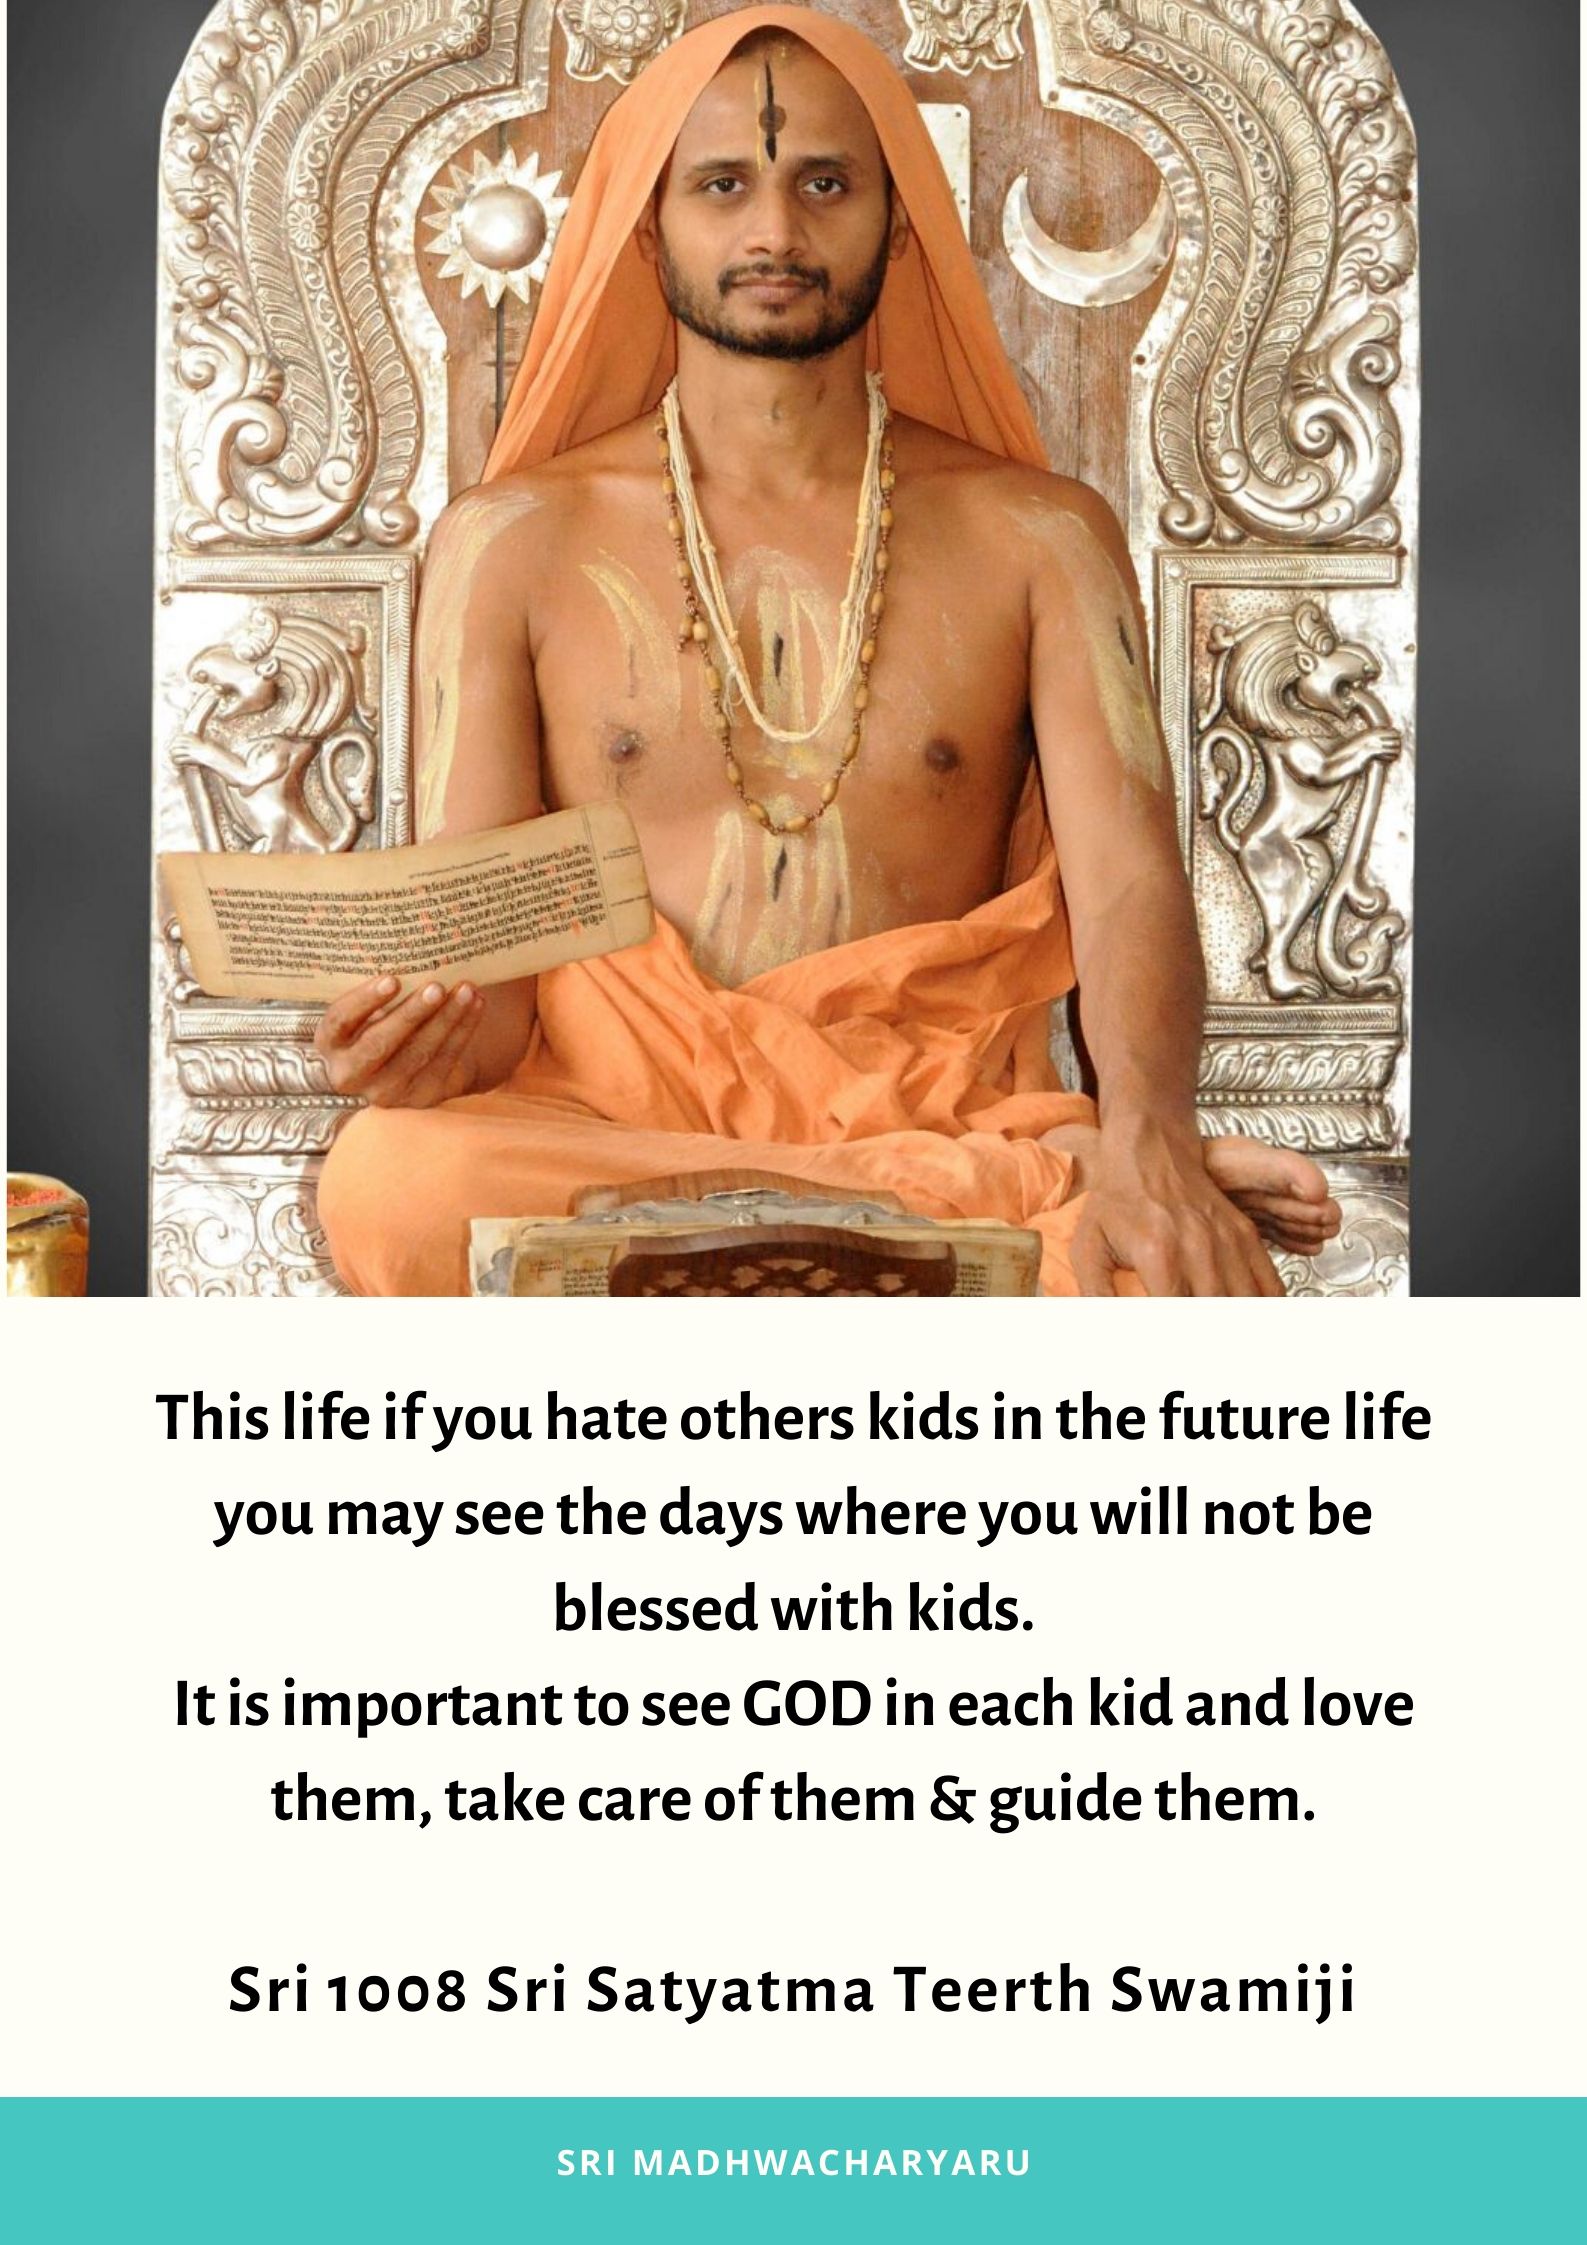 This life if you hate others kids in the future life
you may see the days where you will not be
blessed with kids.
It is important to see GOD in each kid and love
them, take care of them & guide them.
Sri 1008 Sri Satyatma Teerth Swamiji
SRI MADHWACHARYARU